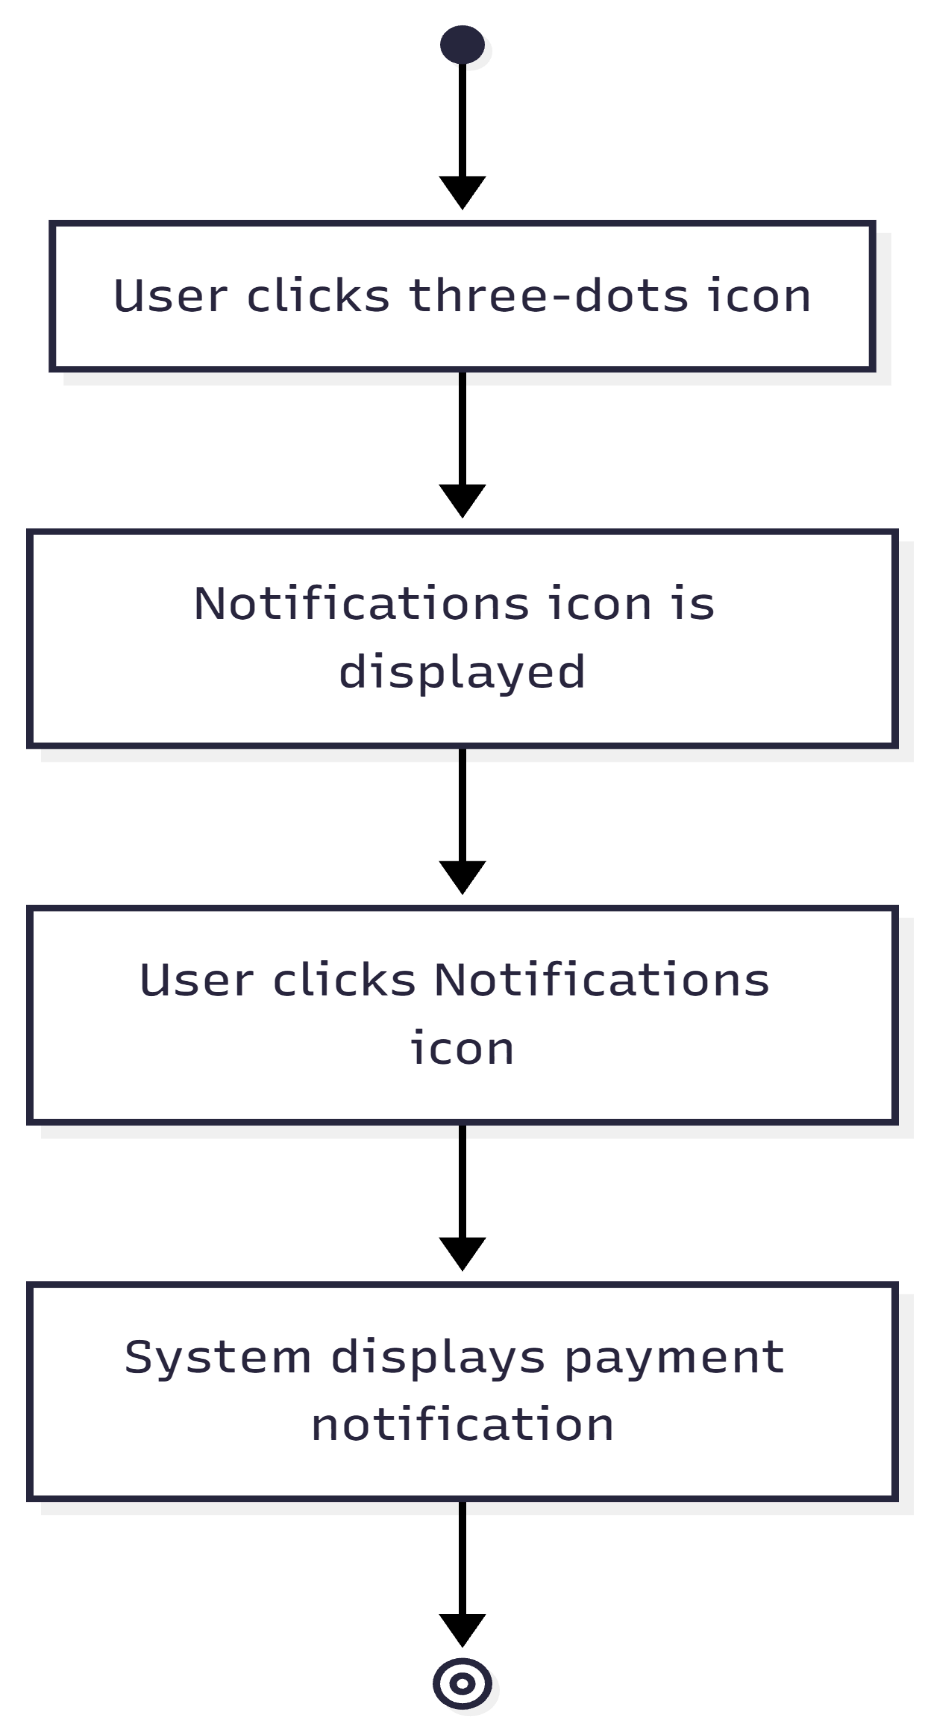 User clicks three-dots icon
Notifications icon is
displayed
User clicks Notifications
icon
System displays payment
notification